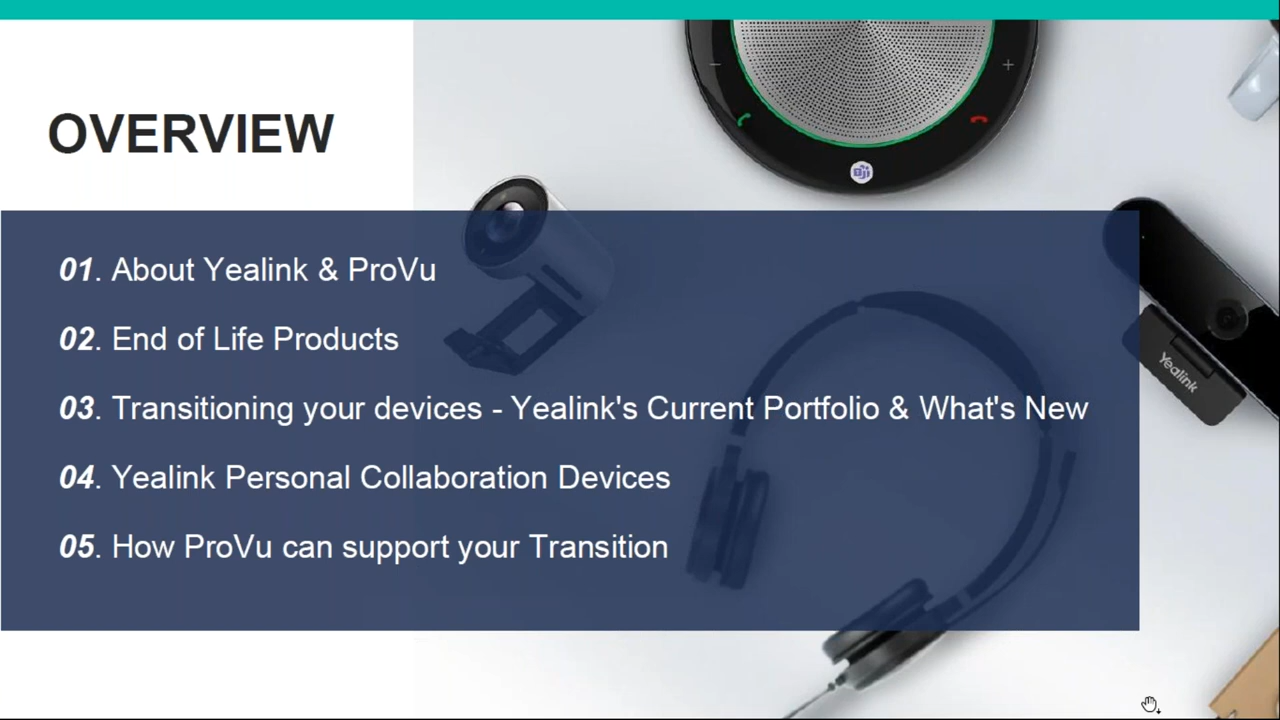 OVERVIEW
01. About Yealink & ProVu
02. End of Life Products
03. Transitioning your devices - Yealink's Current Portfolio & What's New
04. Yealink Personal Collaboration Devices
05. How ProVu can support your Transition
Yealink